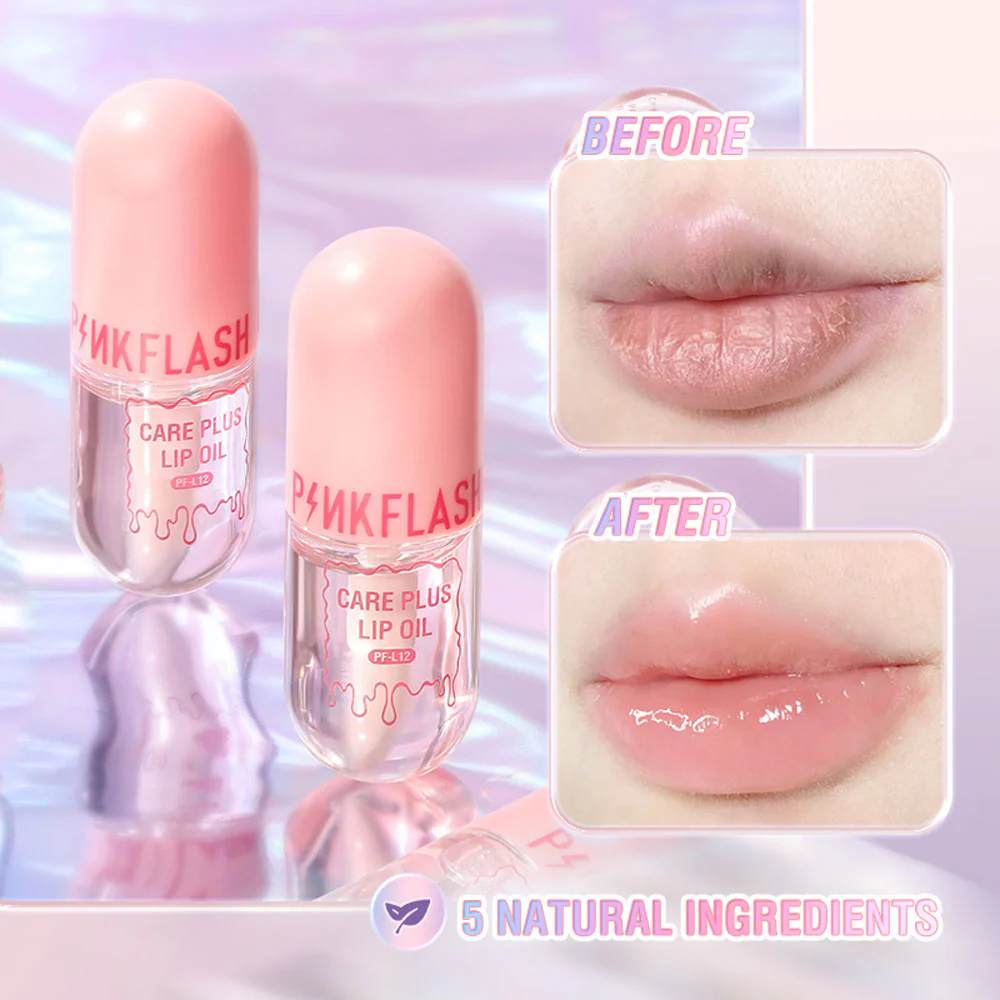 PINKFLASH
CARE PLUS
LIP OIL
PF-L12
PINKFLASH
CARE PLUS
LIP OIL
PF-L12
BEFORE
AFTER
5 NATURAL INGREDIENTS